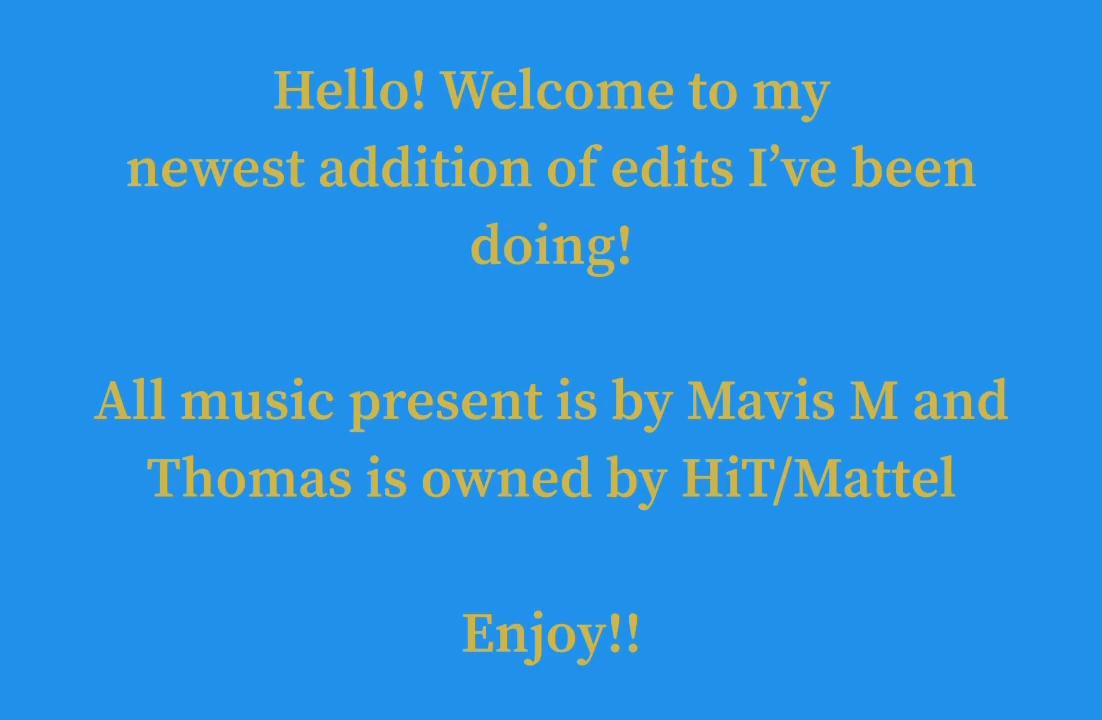 Hello! Welcome to my
newest addition of edits I’ve been
doing!
All music present is by Mavis M and
Thomas is owned by HiT/Mattel
Enjoy!!